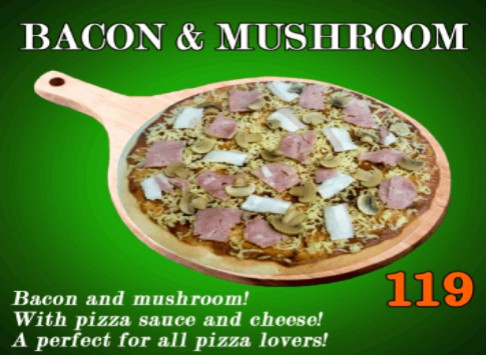 BACON & MUSHROOM
119
Bacon and mushroom!
With pizza sauce and cheese!
A perfect for all pizza lovers!